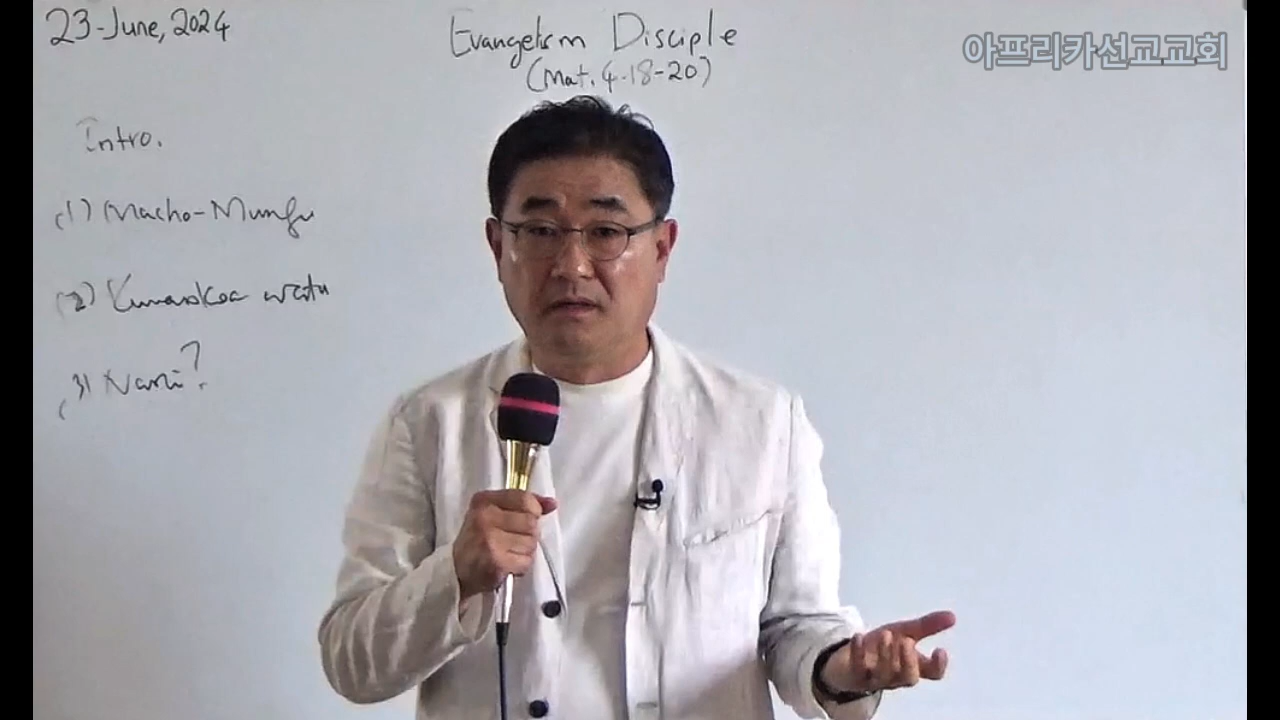 23-June, 2024
Evangelism Disciple
(Mat. 4-18-20)
아프리카선교교회
Intro.
(1) Macho-Mungu
(2) watu
(3) Nani?